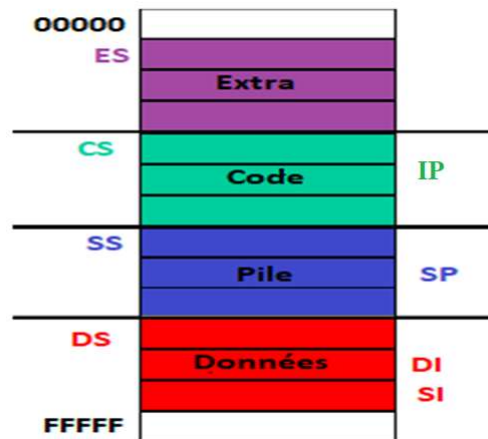 00000
ES
Extra
CS
Code
IP
SS
Pile
SP
DS
Données
DI
SI
FFFFF